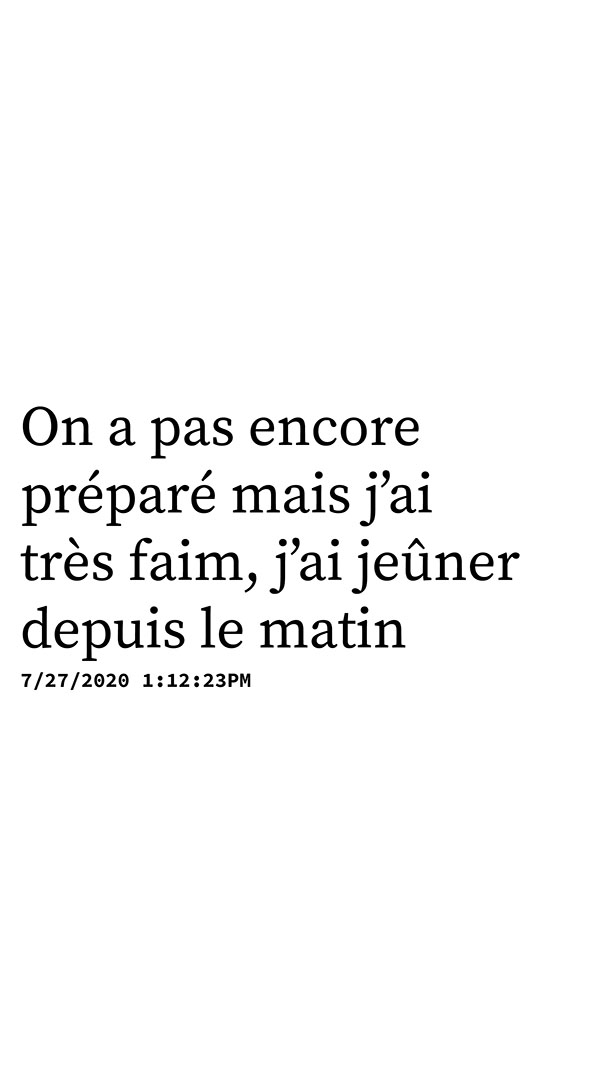 On a pas encore
préparé mais j’ai
très faim, j’ai jeûner
depuis le matin
7/27/2020 1:12:23PM